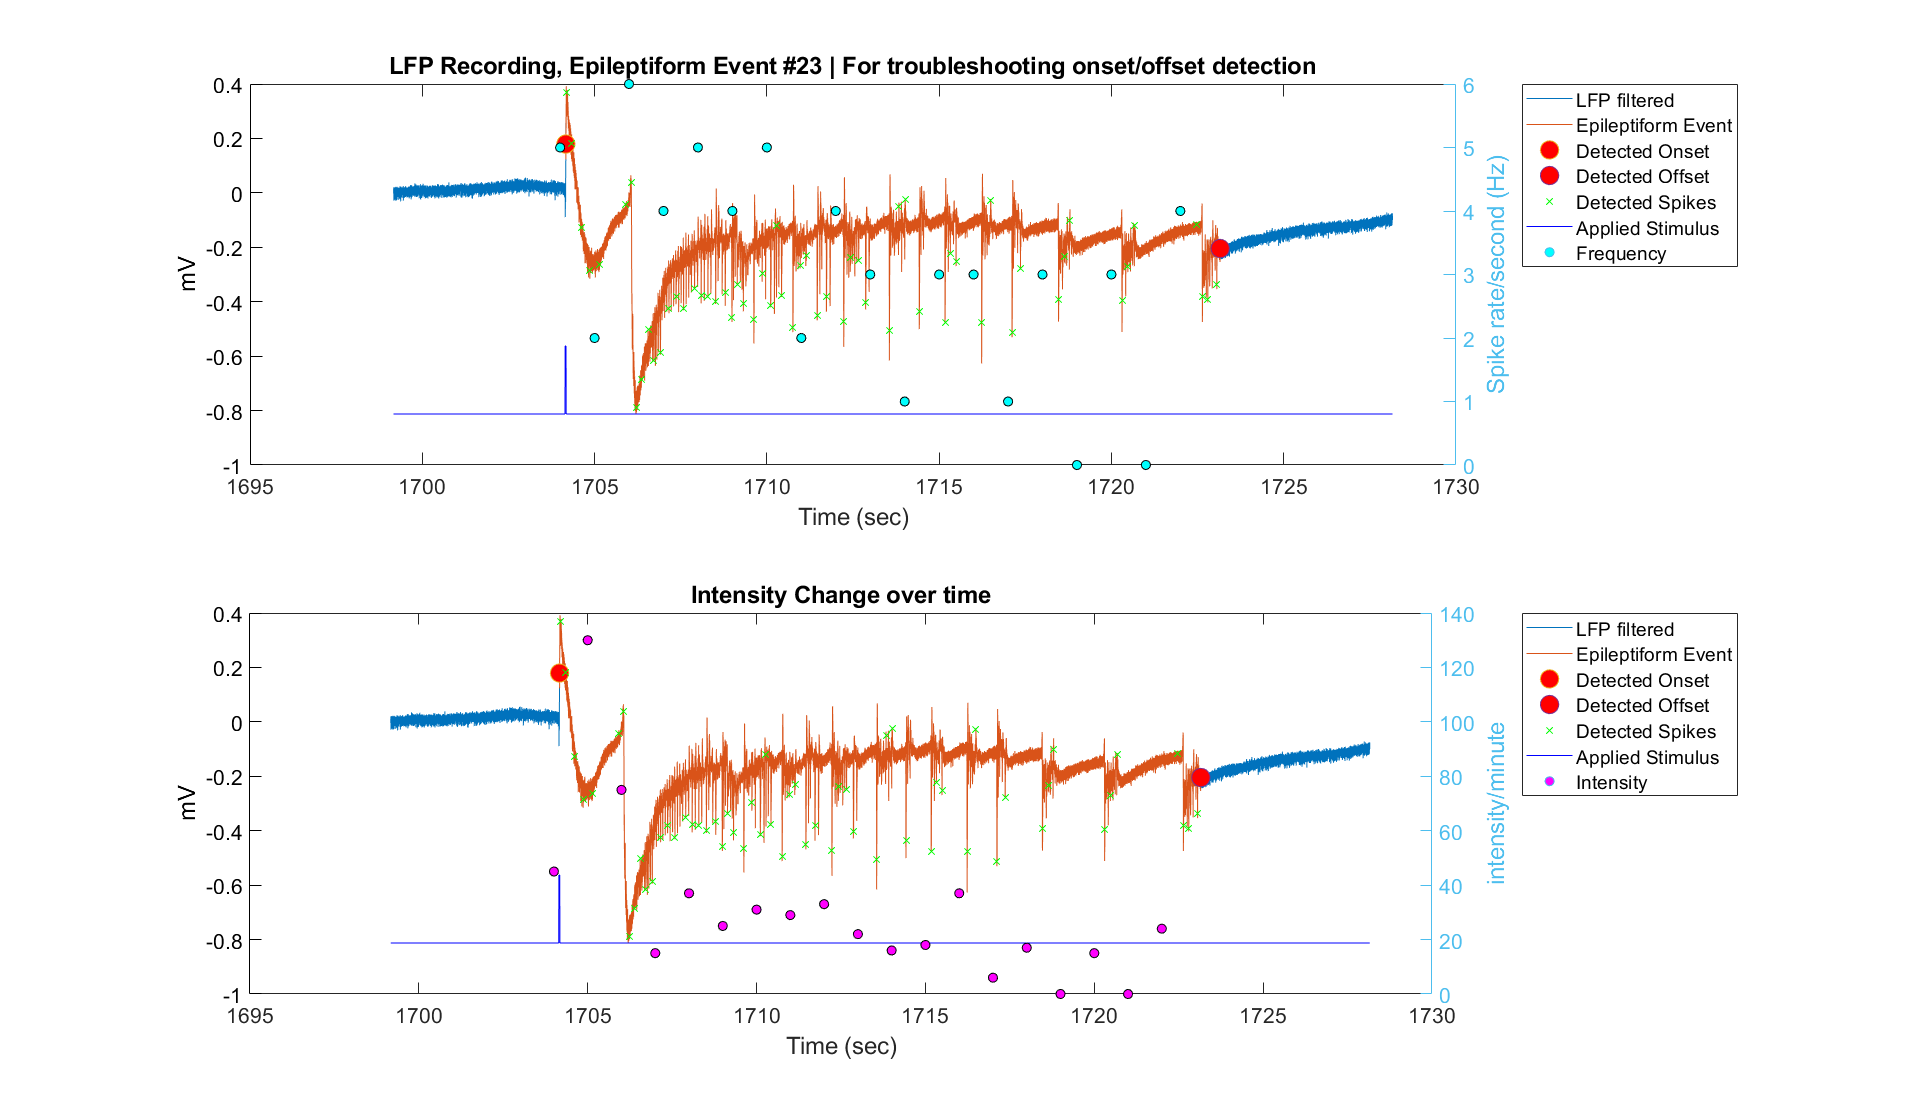 LFP Recording, Epileptiform Event #23 | For troubleshooting onset/offset detection
0.4
0.2
0
-0.2
-0.4
-0.6
-0.8
-1
mV
1695 1700 1705 1710 1715 1720 1725 1730
Time (sec)
6
5
4
3
2
1
0
Spike rate/second (Hz)
LFP filtered
Epileptiform Event
Detected Onset
Detected Offset
Detected Spikes
Applied Stimulus
Frequency
Intensity Change over time
0.4
0.2
0
-0.2
-0.4
-0.6
-0.8
-1
mV
1695 1700 1705 1710 1715 1720 1725 1730
Time (sec)
140
120
100
80
60
40
20
0
intensity/minute
LFP filtered
Epileptiform Event
Detected Onset
Detected Offset
Detected Spikes
Applied Stimulus
Intensity